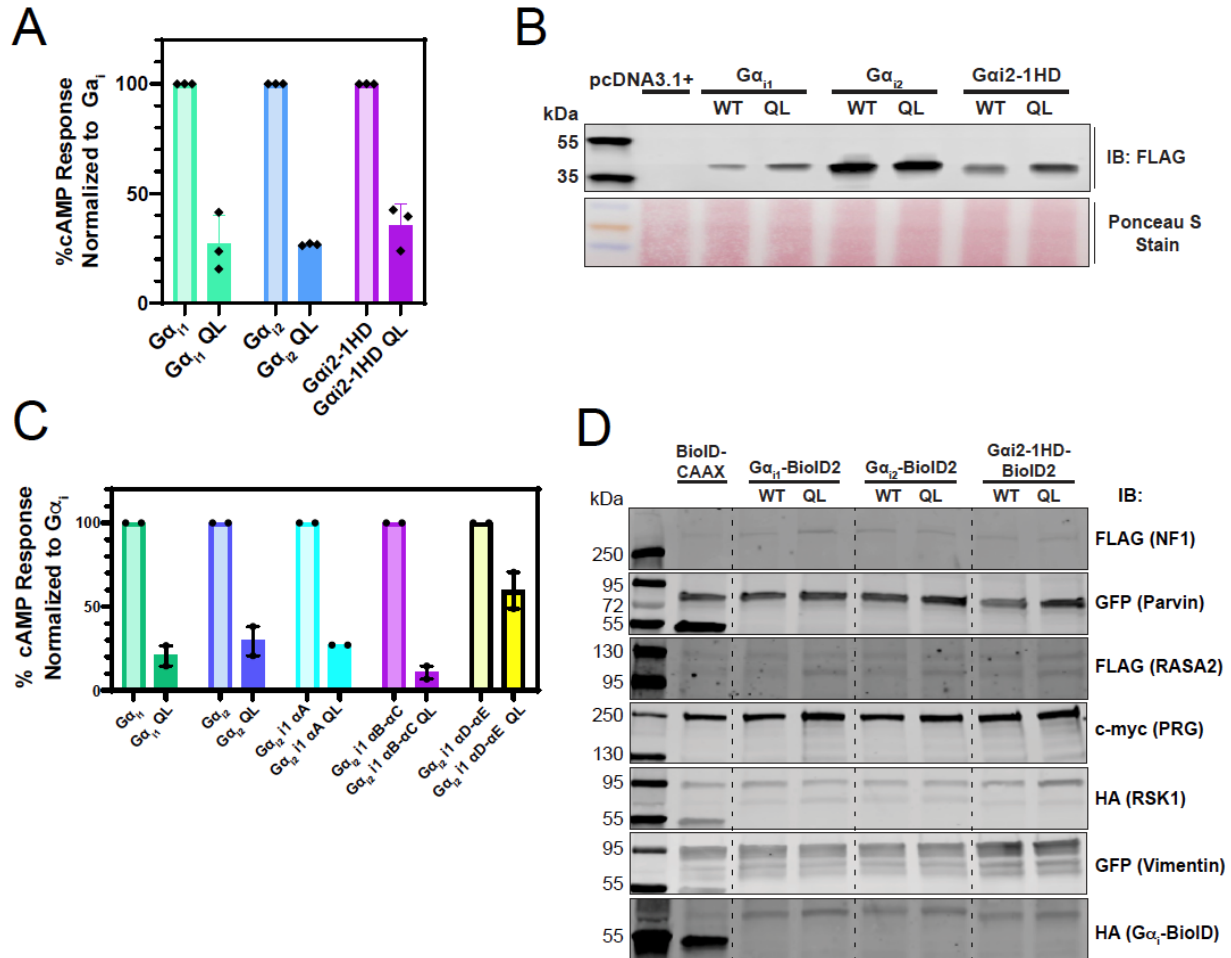 A
%cAMP Response
Normalized to Gaᵢ
100
50
0
Gαᵢ₁
Gαᵢ₁ QL
Gαᵢ₂
Gαᵢ₂ QL
Gαi2-1HD
Gαi2-1HD QL
B
pcDNA3.1+ Gαᵢ₁ Gαᵢ₂ Gαi2-1HD
WT QL WT QL WT QL
kDa
55
35
IB: FLAG
Ponceau S
Stain
C
% cAMP Response
Normalized to Gαᵢ
100
50
0
Gαᵢ₁
Gαᵢ₁ QL
Gαᵢ₂
Gαᵢ₂ QL
Gαᵢ₂ i1 αA
Gαᵢ₂ i1 αA QL
Gαᵢ₂ i1 αB-αC
Gαᵢ₂ i1 αB-αC QL
Gαᵢ₂ i1 αD-αE
Gαᵢ₂ i1 αD-αE QL
D
BioID-
CAAX
Gαᵢ₁-BioID2
Gαᵢ₂-BioID2
Gαi2-1HD-
BioID2
kDa
WT QL WT QL WT QL
IB:
250
FLAG (NF1)
95
72
55
GFP (Parvin)
130
95
FLAG (RASA2)
250
130
c-myc (PRG)
95
55
HA (RSK1)
95
55
GFP (Vimentin)
55
HA (Gαᵢ-BioID)